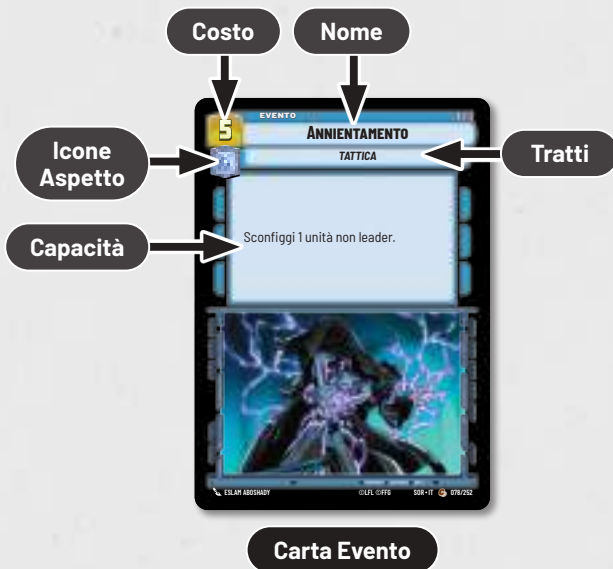 Costo
Nome
EVENTO
5
ANNIENTAMENTO
TATTICA
Icone
Aspetto
Tratti
Capacità
Sconfiggi 1 unità non leader.
ESLAM ABOSHADY
©LFL ©FFG
SOR • IT
078/252
Carta Evento